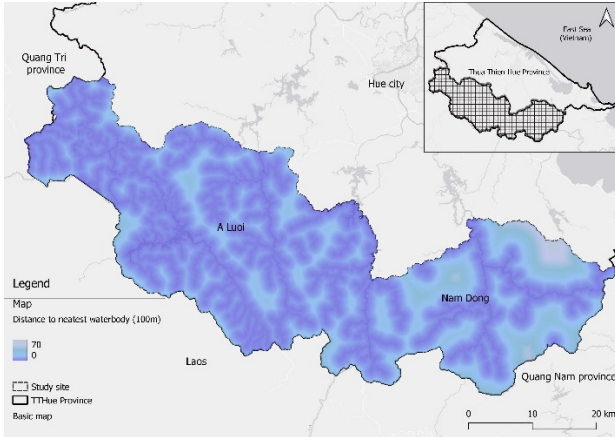 Quang Tri
province
Hue city
East Sea
(Vietnam)
Thua Thien Hue Province
A Luoi
Nam Dong
Laos
Quang Nam province
Legend
Map
Distance to neatest waterbody (100m)
70
0
Study site
TTHue Province
Basic map
0 10 20 km